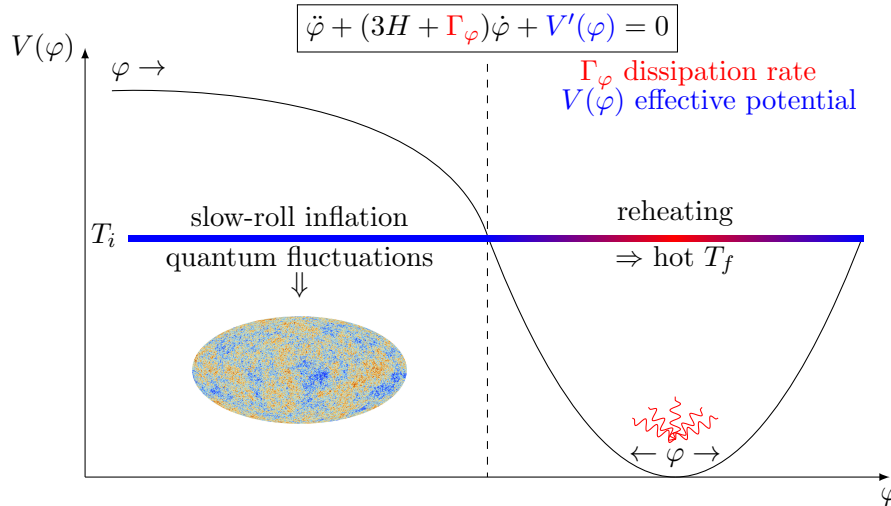 φ̈ + (3H + Γ_φ)φ̇ + V′(φ) = 0
V(φ)
φ →
Γ_φ dissipation rate
V(φ) effective potential
slow-roll inflation
reheating
T_i
quantum fluctuations
⇒ hot T_f
⇓
← φ →
φ